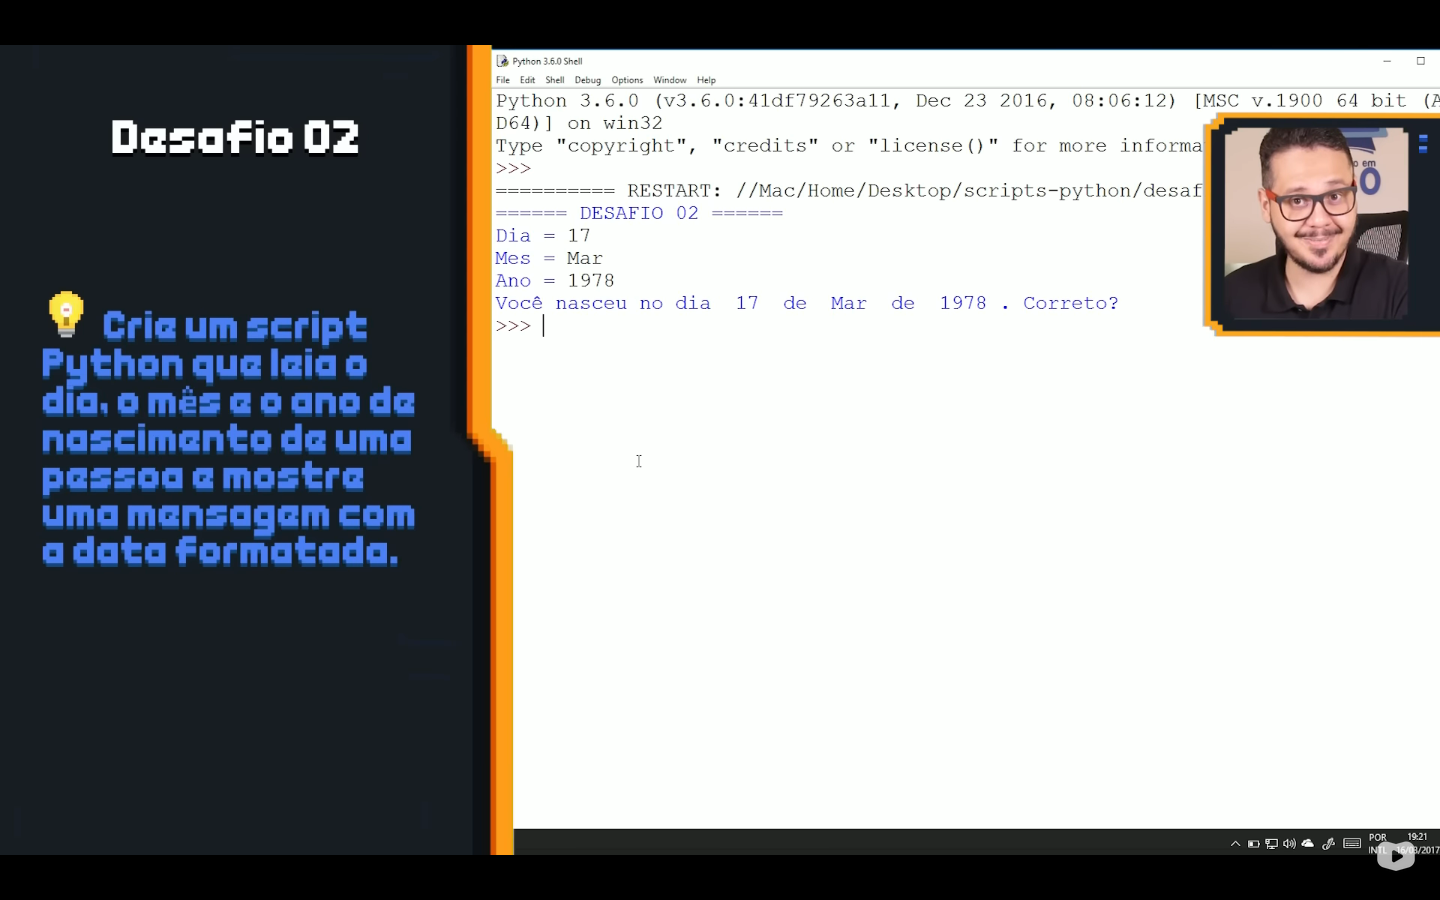 Desafio 02
Crie um script
Python que leia o
dia, o mês e o ano de
nascimento de uma
pessoa e mostre
uma mensagem com
a data formatada.
Python 3.6.0 Shell
File Edit Shell Debug Options Window Help
Python 3.6.0 (v3.6.0:41df79263a11, Dec 23 2016, 08:06:12) [MSC v.1900 64 bit (A
D64)] on win32
Type "copyright", "credits" or "license()" for more informa
>>>
========== RESTART: //Mac/Home/Desktop/scripts-python/desaf
====== DESAFIO 02 ======
Dia = 17
Mes = Mar
Ano = 1978
Você nasceu no dia  17  de  Mar  de  1978 . Correto?
>>>
POR 19:21
INTL 16/03/2017